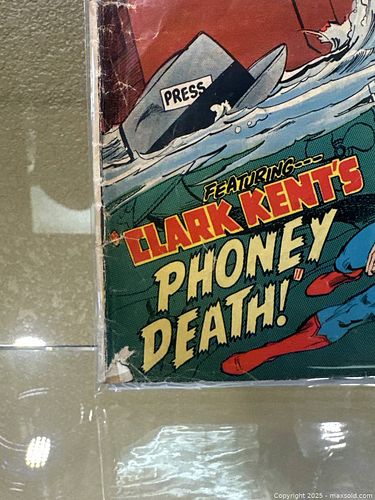 PRESS
FEATURING---
"CLARK KENT'S
PHONEY
DEATH!"
Copyright 2025 - maxsold.com